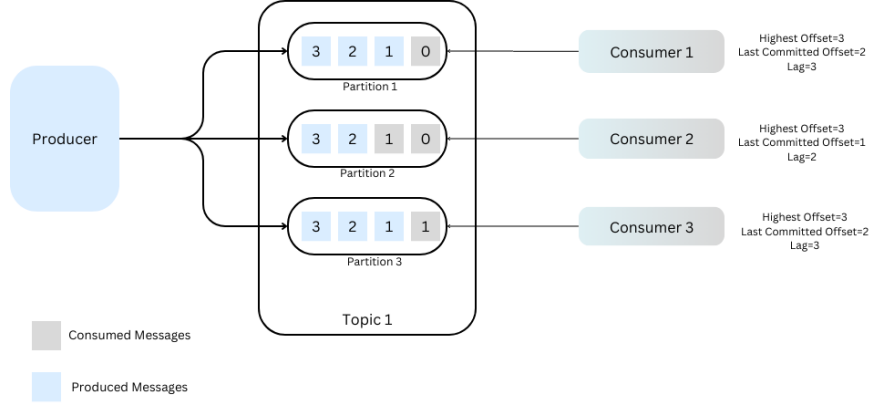 Producer
3 2 1 0
Partition 1
3 2 1 0
Partition 2
3 2 1 1
Partition 3
Topic 1
Consumer 1
Highest Offset=3
Last Committed Offset=2
Lag=3
Consumer 2
Highest Offset=3
Last Committed Offset=1
Lag=2
Consumer 3
Highest Offset=3
Last Committed Offset=2
Lag=3
Consumed Messages
Produced Messages